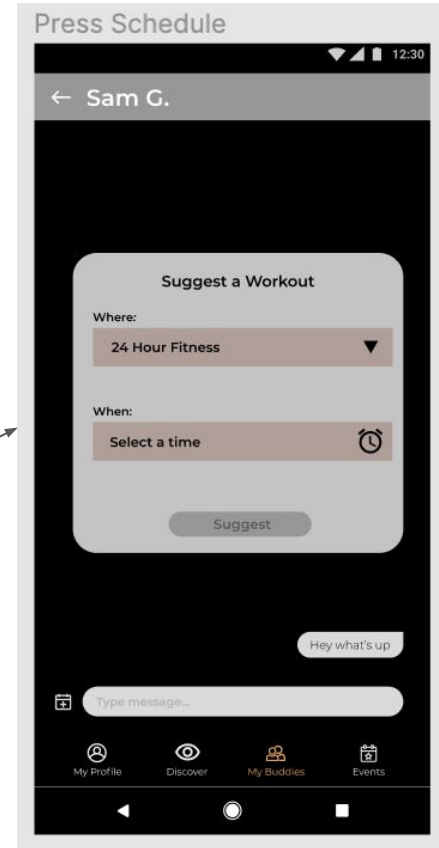 Press Schedule
12:30
Sam G.
Suggest a Workout
Where:
24 Hour Fitness
When:
Select a time
Suggest
Hey what's up
Type message...
My Profile
Discover
My Buddies
Events